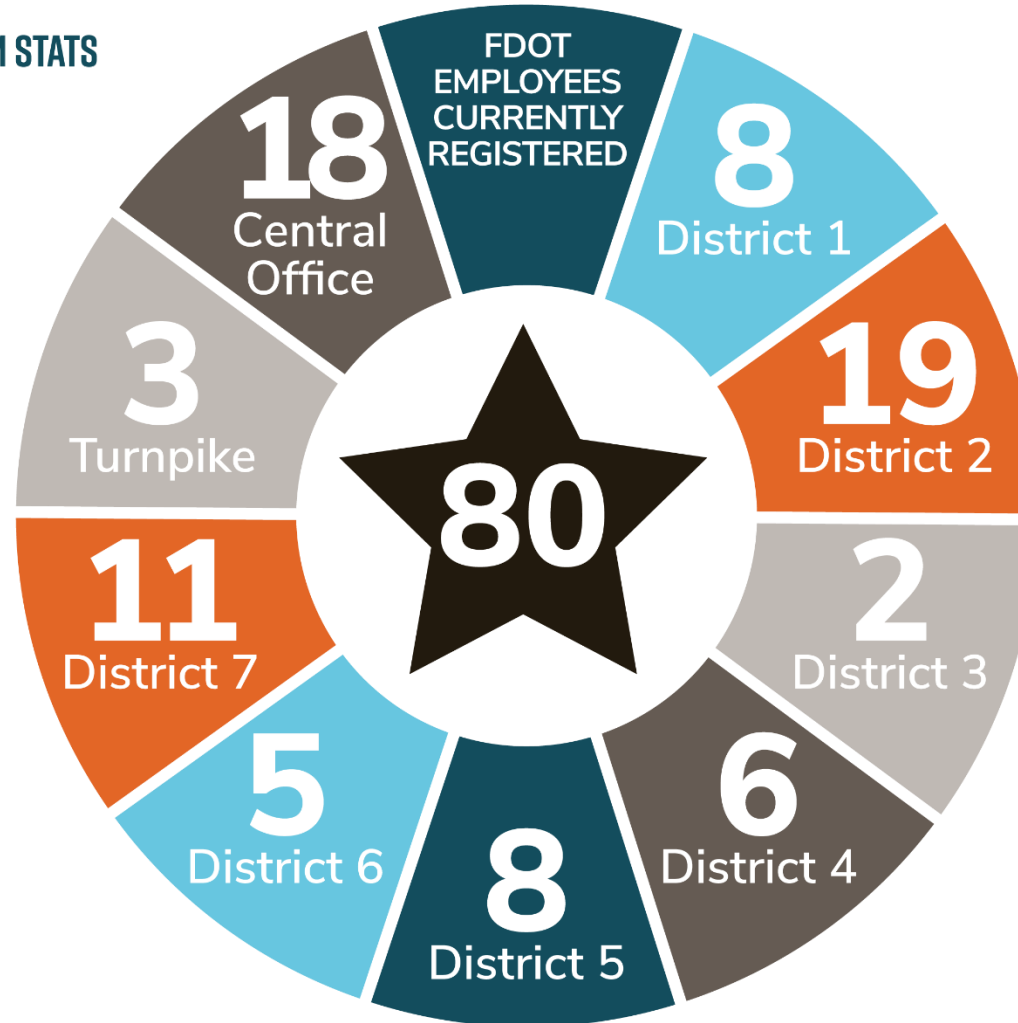 STATS
FDOT
EMPLOYEES
CURRENTLY
REGISTERED
8
District 1
19
District 2
2
District 3
6
District 4
8
District 5
5
District 6
11
District 7
3
Turnpike
18
Central
Office
80